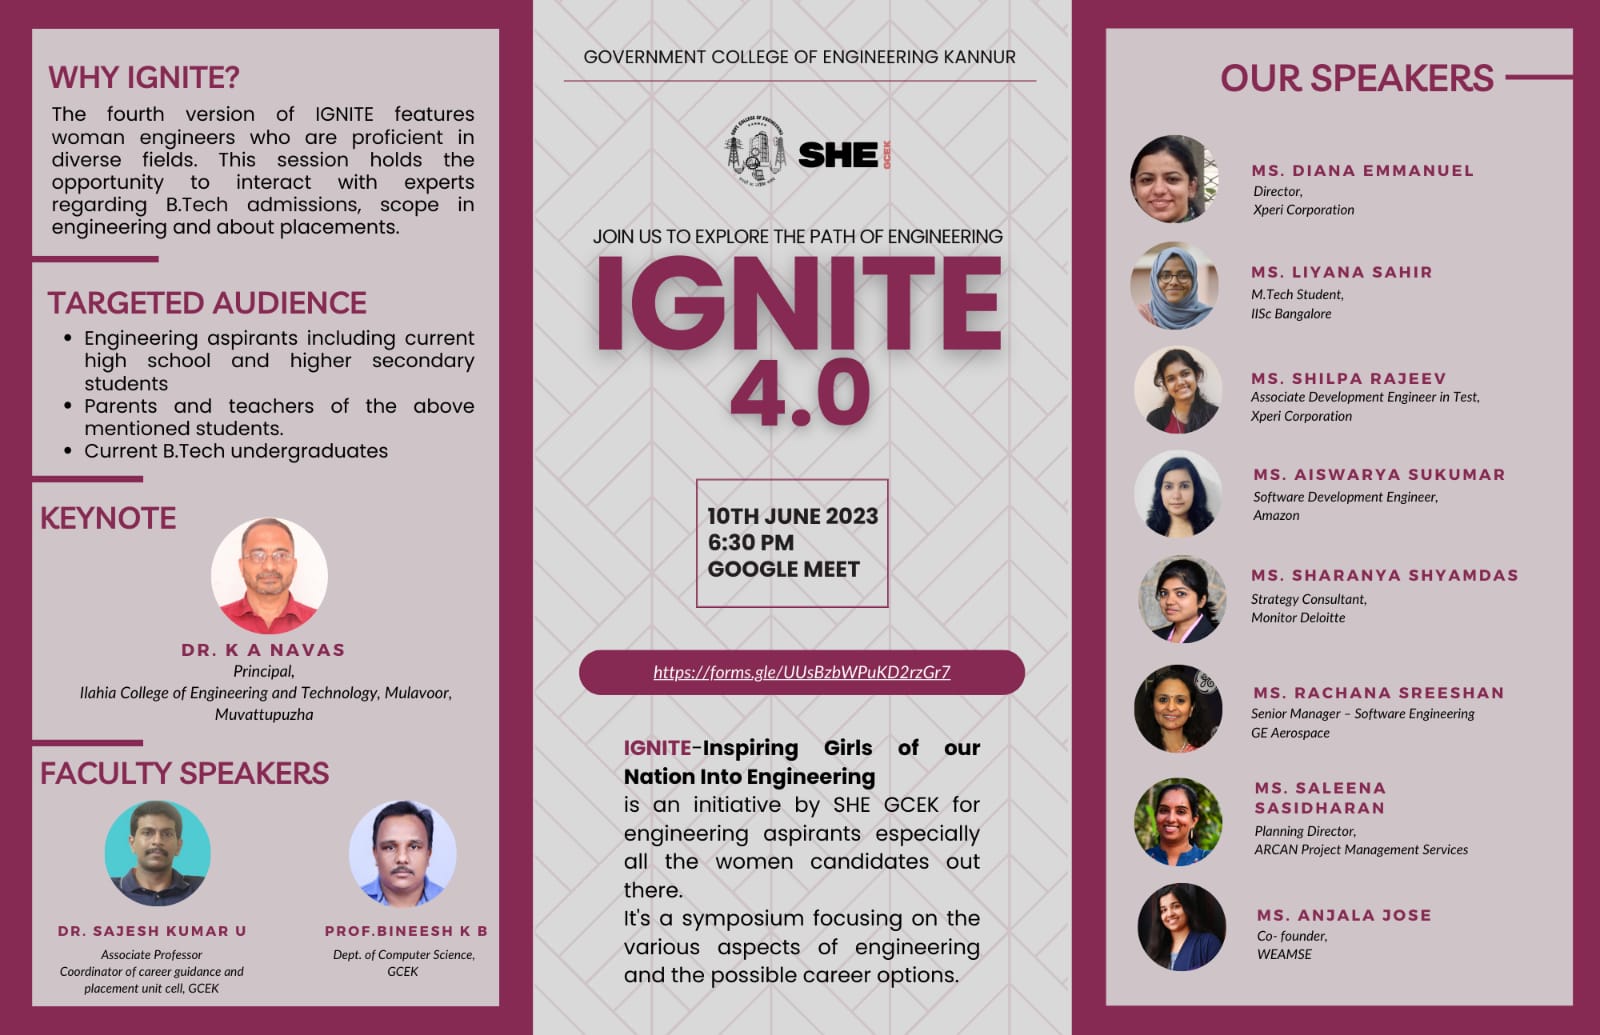 WHY IGNITE?
The fourth version of IGNITE features
woman engineers who are proficient in
diverse fields. This session holds the
opportunity to interact with experts
regarding B.Tech admissions, scope in
engineering and about placements.
TARGETED AUDIENCE
• Engineering aspirants including current
high school and higher secondary
students
• Parents and teachers of the above
mentioned students.
• Current B.Tech undergraduates
KEYNOTE
DR. K A NAVAS
Principal,
Ilahia College of Engineering and Technology, Mulavoor,
Muvattupuzha
FACULTY SPEAKERS
DR. SAJESH KUMAR U
Associate Professor
Coordinator of career guidance and
placement unit cell, GCEK
PROF.BINEESH K B
Dept. of Computer Science,
GCEK
GOVERNMENT COLLEGE OF ENGINEERING KANNUR
SHE
GCEK
JOIN US TO EXPLORE THE PATH OF ENGINEERING
IGNITE
4.0
10TH JUNE 2023
6:30 PM
GOOGLE MEET
https://forms.gle/UUsBzbWPuKD2rzGr7
IGNITE-Inspiring Girls of our
Nation Into Engineering
is an initiative by SHE GCEK for
engineering aspirants especially
all the women candidates out
there.
It's a symposium focusing on the
various aspects of engineering
and the possible career options.
OUR SPEAKERS
MS. DIANA EMMANUEL
Director,
Xperi Corporation
MS. LIYANA SAHIR
M.Tech Student,
IISc Bangalore
MS. SHILPA RAJEEV
Associate Development Engineer in Test,
Xperi Corporation
MS. AISWARYA SUKUMAR
Software Development Engineer,
Amazon
MS. SHARANYA SHYAMDAS
Strategy Consultant,
Monitor Deloitte
MS. RACHANA SREESHAN
Senior Manager – Software Engineering
GE Aerospace
MS. SALEENA
SASIDHARAN
Planning Director,
ARCAN Project Management Services
MS. ANJALA JOSE
Co- founder,
WEAMSE